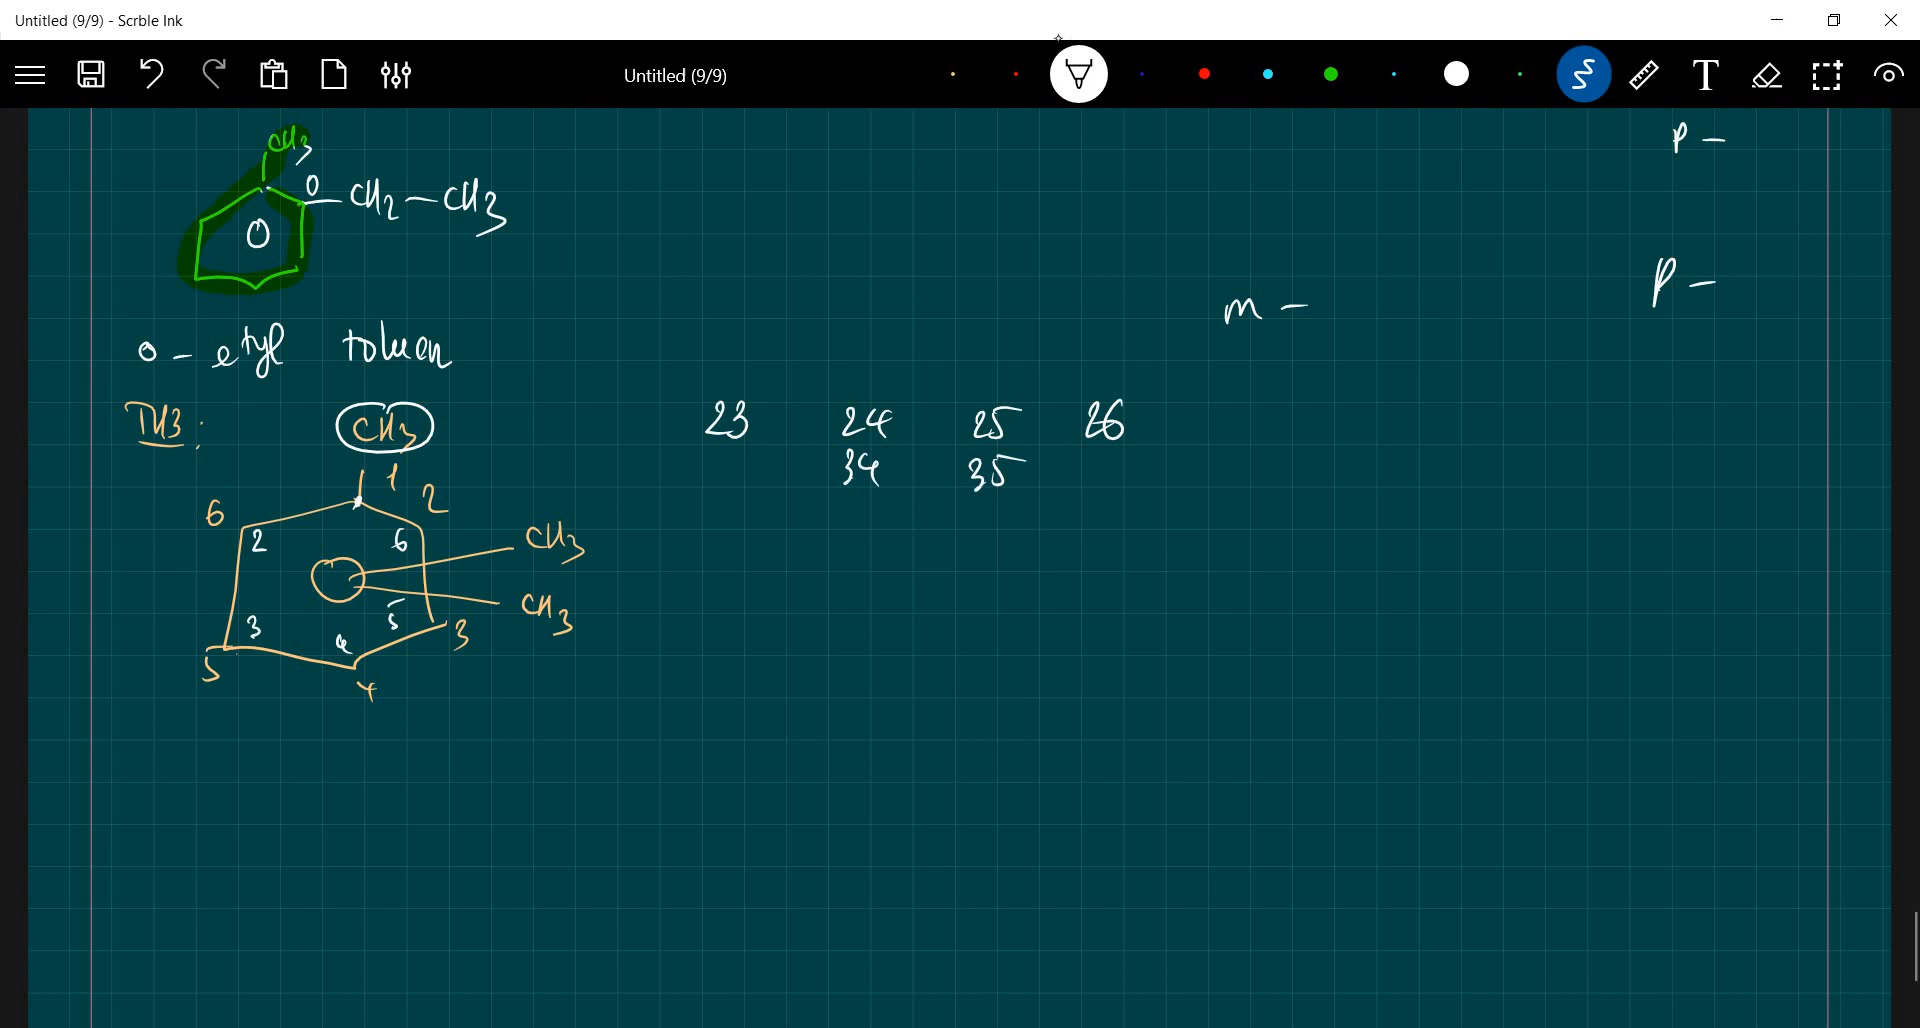 Untitled (9/9) - Scrble Ink
Untitled (9/9)
T
CH3
O
CH2 — CH3
O
p —
p —
m —
o - etyl toluen
TH3:
CH3
23 24 25 26
34 35
1
6 2
2 6
CH3
CH3
3 5
5 4 3
4